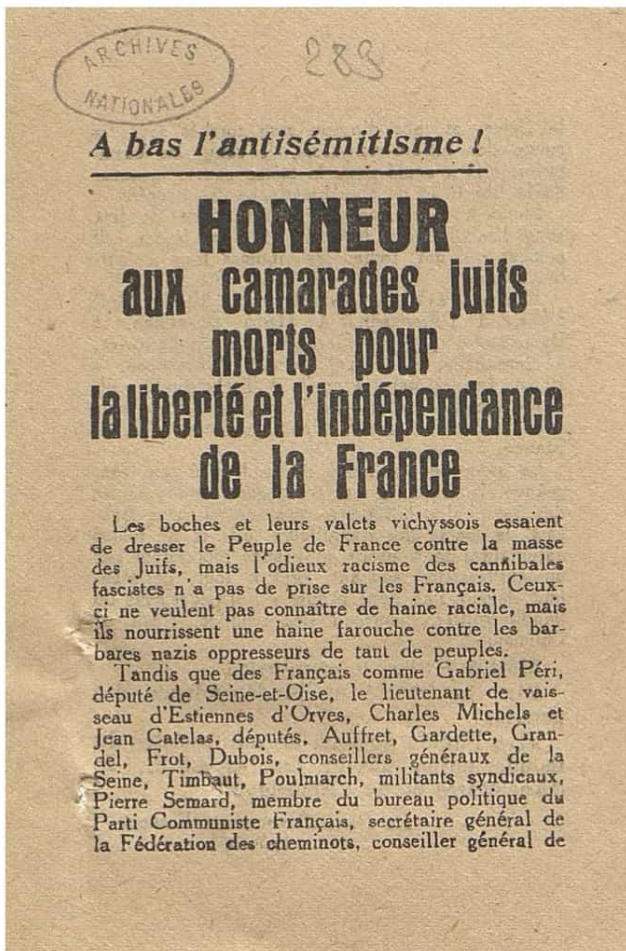 ARCHIVES
NATIONALES
289
A bas l'antisémitisme !
HONNEUR
aux camarades juifs
morts pour
la liberté et l'indépendance
de la France
Les boches et leurs valets vichyssois essaient
de dresser le Peuple de France contre la masse
des Juifs, mais l'odieux racisme des cannibales
fascistes n'a pas de prise sur les Français. Ceux-
ci ne veulent pas connaître de haine raciale, mais
ils nourrissent une haine farouche contre les bar-
bares nazis oppresseurs de tant de peuples.
Tandis que des Français comme Gabriel Péri,
député de Seine-et-Oise, le lieutenant de vais-
seau d'Estiennes d'Orves, Charles Michels et
Jean Catelas, députés, Auffret, Gardette, Gran-
del, Frot, Dubois, conseillers généraux de la
Seine, Timbaut, Poulmarch, militants syndicaux,
Pierre Semard, membre du bureau politique du
Parti Communiste Français, secrétaire général de
la Fédération des cheminots, conseiller général de